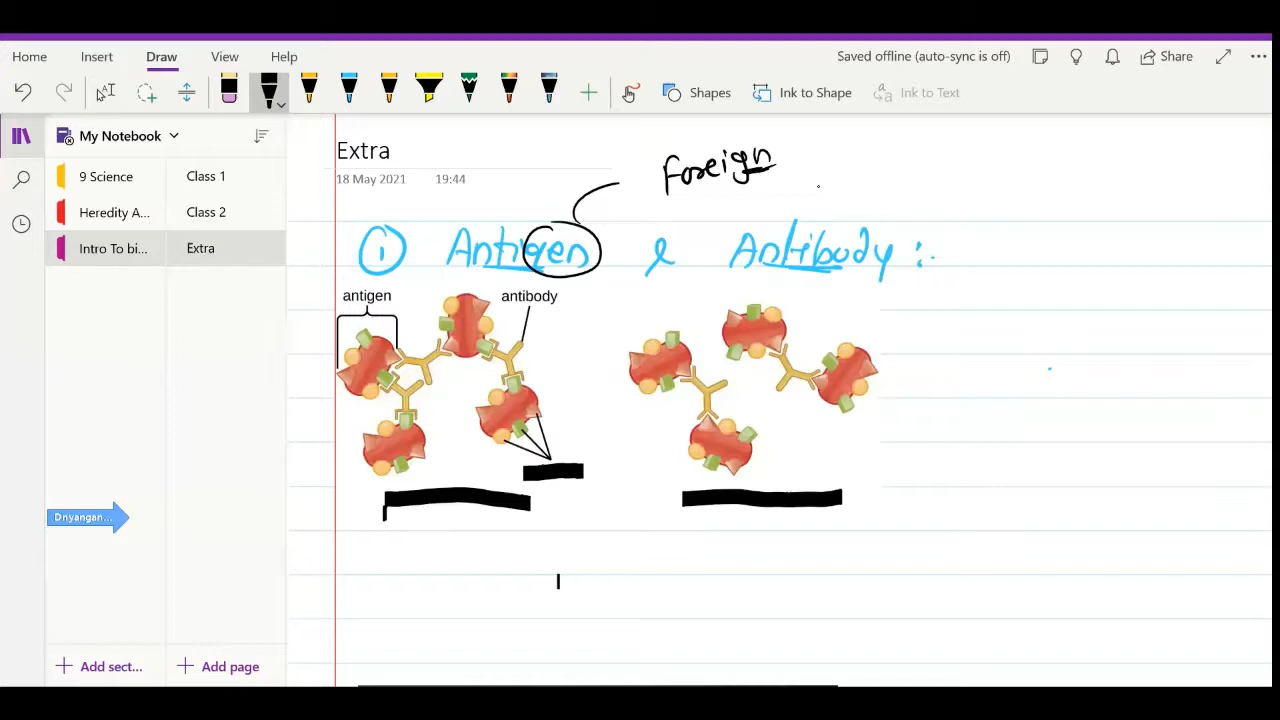 Home Insert Draw View Help Saved offline (auto-sync is off) Share
Shapes Ink to Shape Ink to Text
My Notebook
9 Science Class 1
Heredity A... Class 2
Intro To bi... Extra
Dnyangan...
Add sect... Add page
Extra
18 May 2021 19:44
Foreign
① Antigen & Antibody :-
antigen antibody